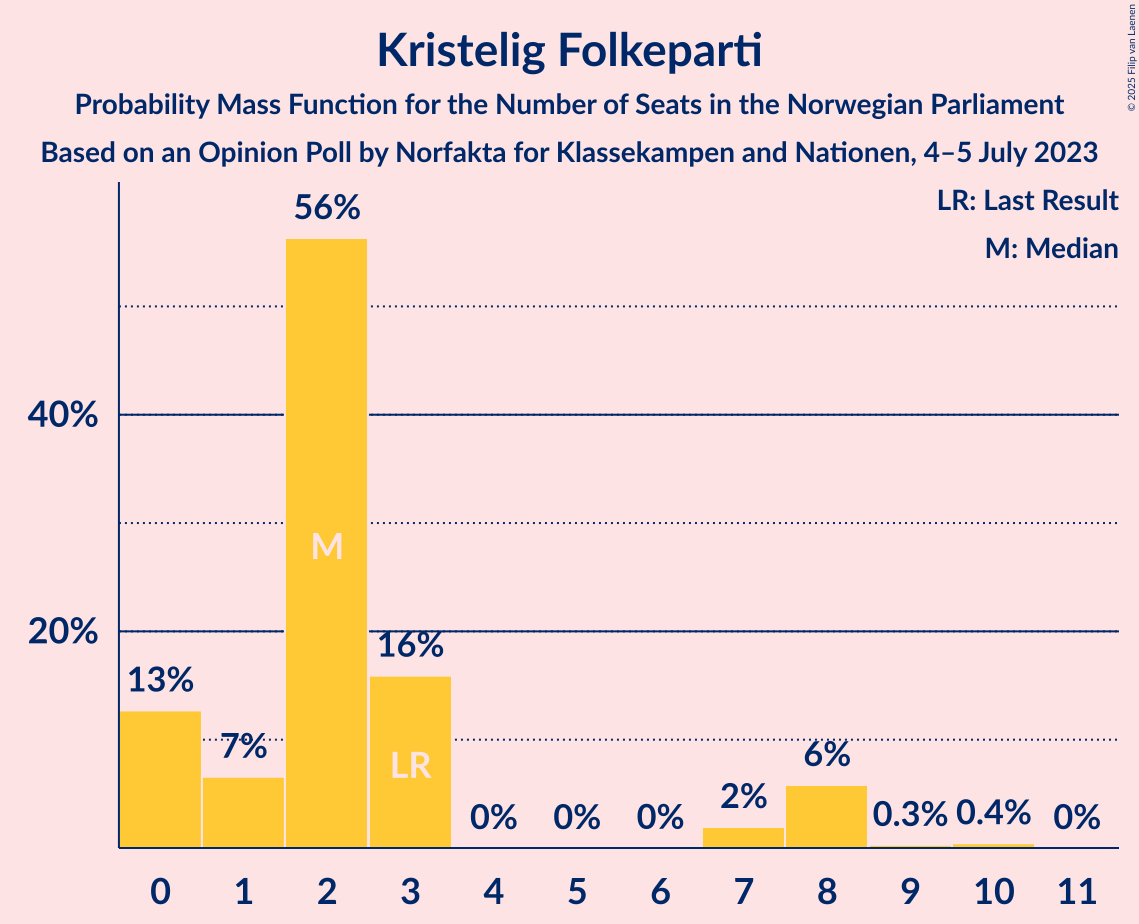 Kristelig Folkeparti
Probability Mass Function for the Number of Seats in the Norwegian Parliament
Based on an Opinion Poll by Norfakta for Klassekampen and Nationen, 4–5 July 2023
© 2025 Filip van Laenen
LR: Last Result
M: Median
56%
40%
M
20%
16%
13%
7%
LR
6%
2%
0%
0%
0%
0.3%
0.4%
0%
0 1 2 3 4 5 6 7 8 9 10 11